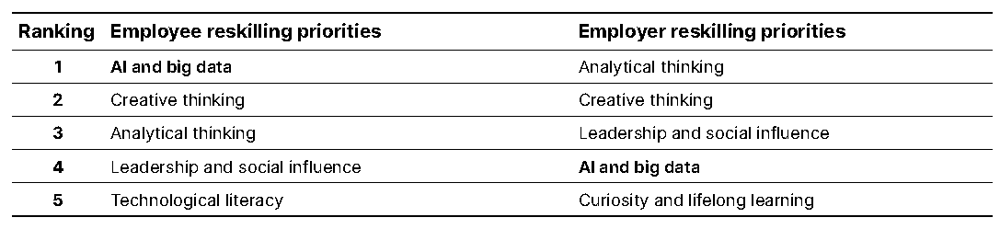 Ranking Employee reskilling priorities Employer reskilling priorities
1 AI and big data Analytical thinking
2 Creative thinking Creative thinking
3 Analytical thinking Leadership and social influence
4 Leadership and social influence AI and big data
5 Technological literacy Curiosity and lifelong learning